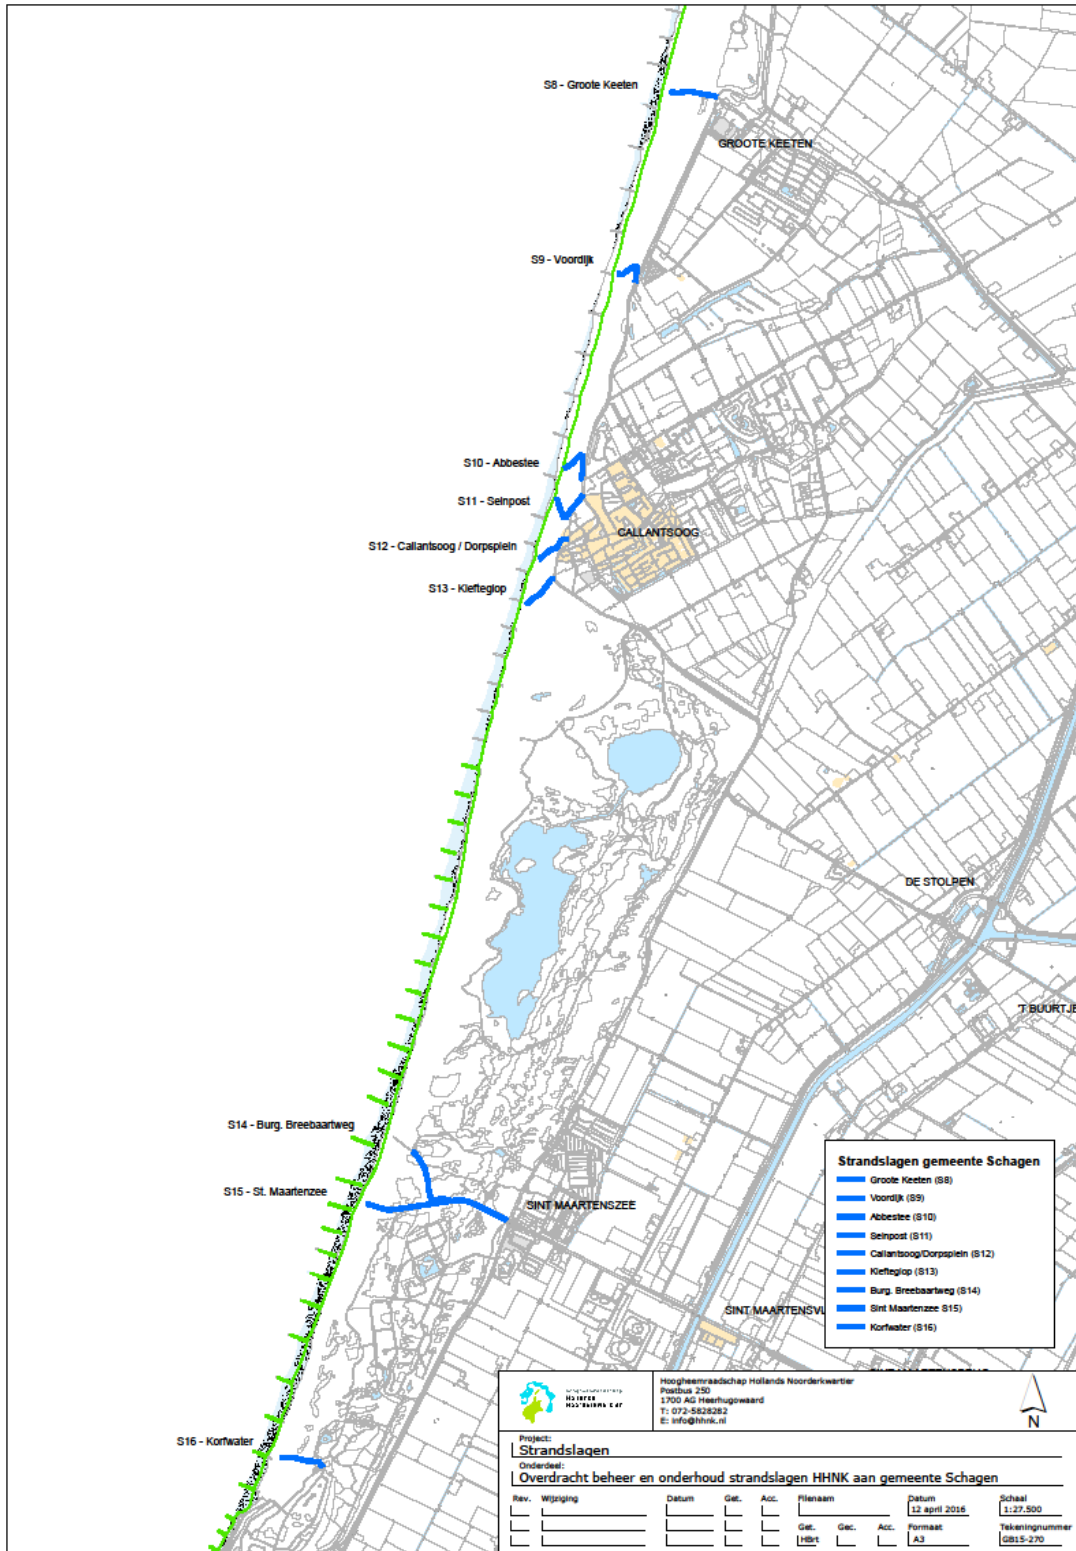 S8 - Groote Keeten
GROOTE KEETEN
S9 - Voordijk
S10 - Abbestee
S11 - Seinpost
CALLANTSOOG
S12 - Callantsoog / Dorpsplein
S13 - Kiefteglop
DE STOLPEN
'T BUURTJE
S14 - Burg. Breebaartweg
S15 - St. Maartenzee
SINT MAARTENSZEE
Strandslagen gemeente Schagen
Groote Keeten (S8)
Voordijk (S9)
Abbestee (S10)
Seinpost (S11)
Callantsoog/Dorpsplein (S12)
Kiefteglop (S13)
Burg. Breebaartweg (S14)
Sint Maartenzee S15)
Korfwater (S16)
SINT MAARTENSVL
S16 - Korfwater
Hoogheemraadschap Hollands Noorderkwartier
Postbus 250
1700 AG Heerhugowaard
T: 072-5828282
E: info@hhnk.nl
N
Project:
Strandslagen
Onderdeel:
Overdracht beheer en onderhoud strandslagen HHNK aan gemeente Schagen
Rev. Wijziging Datum Get. Acc. Filenaam Datum Schaal
12 april 2016 1:27.500
Get. Gec. Acc. Formaat Tekeningnummer
HBrt A3 GB15-270